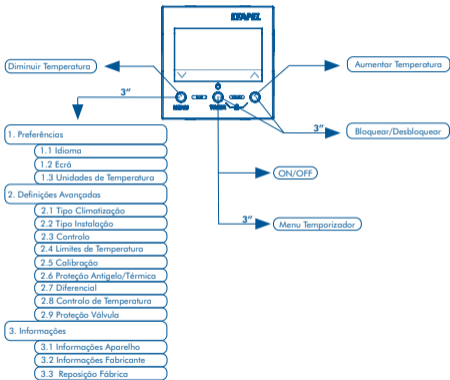 ITAPEL
Diminuir Temperatura
Aumentar Temperatura
3’’
MENU
TIMER
3’’
Bloquear/Desbloquear
1. Preferências
1.1 Idioma
1.2 Ecrã
1.3 Unidades de Temperatura
ON/OFF
2. Definições Avançadas
2.1 Tipo Climatização
2.2 Tipo Instalação
2.3 Controlo
2.4 Limites de Temperatura
2.5 Calibração
2.6 Proteção Antigelo/Térmica
2.7 Diferencial
2.8 Controlo de Temperatura
2.9 Proteção Válvula
3’’
Menu Temporizador
3. Informações
3.1 Informações Aparelho
3.2 Informações Fabricante
3.3 Reposição Fábrica